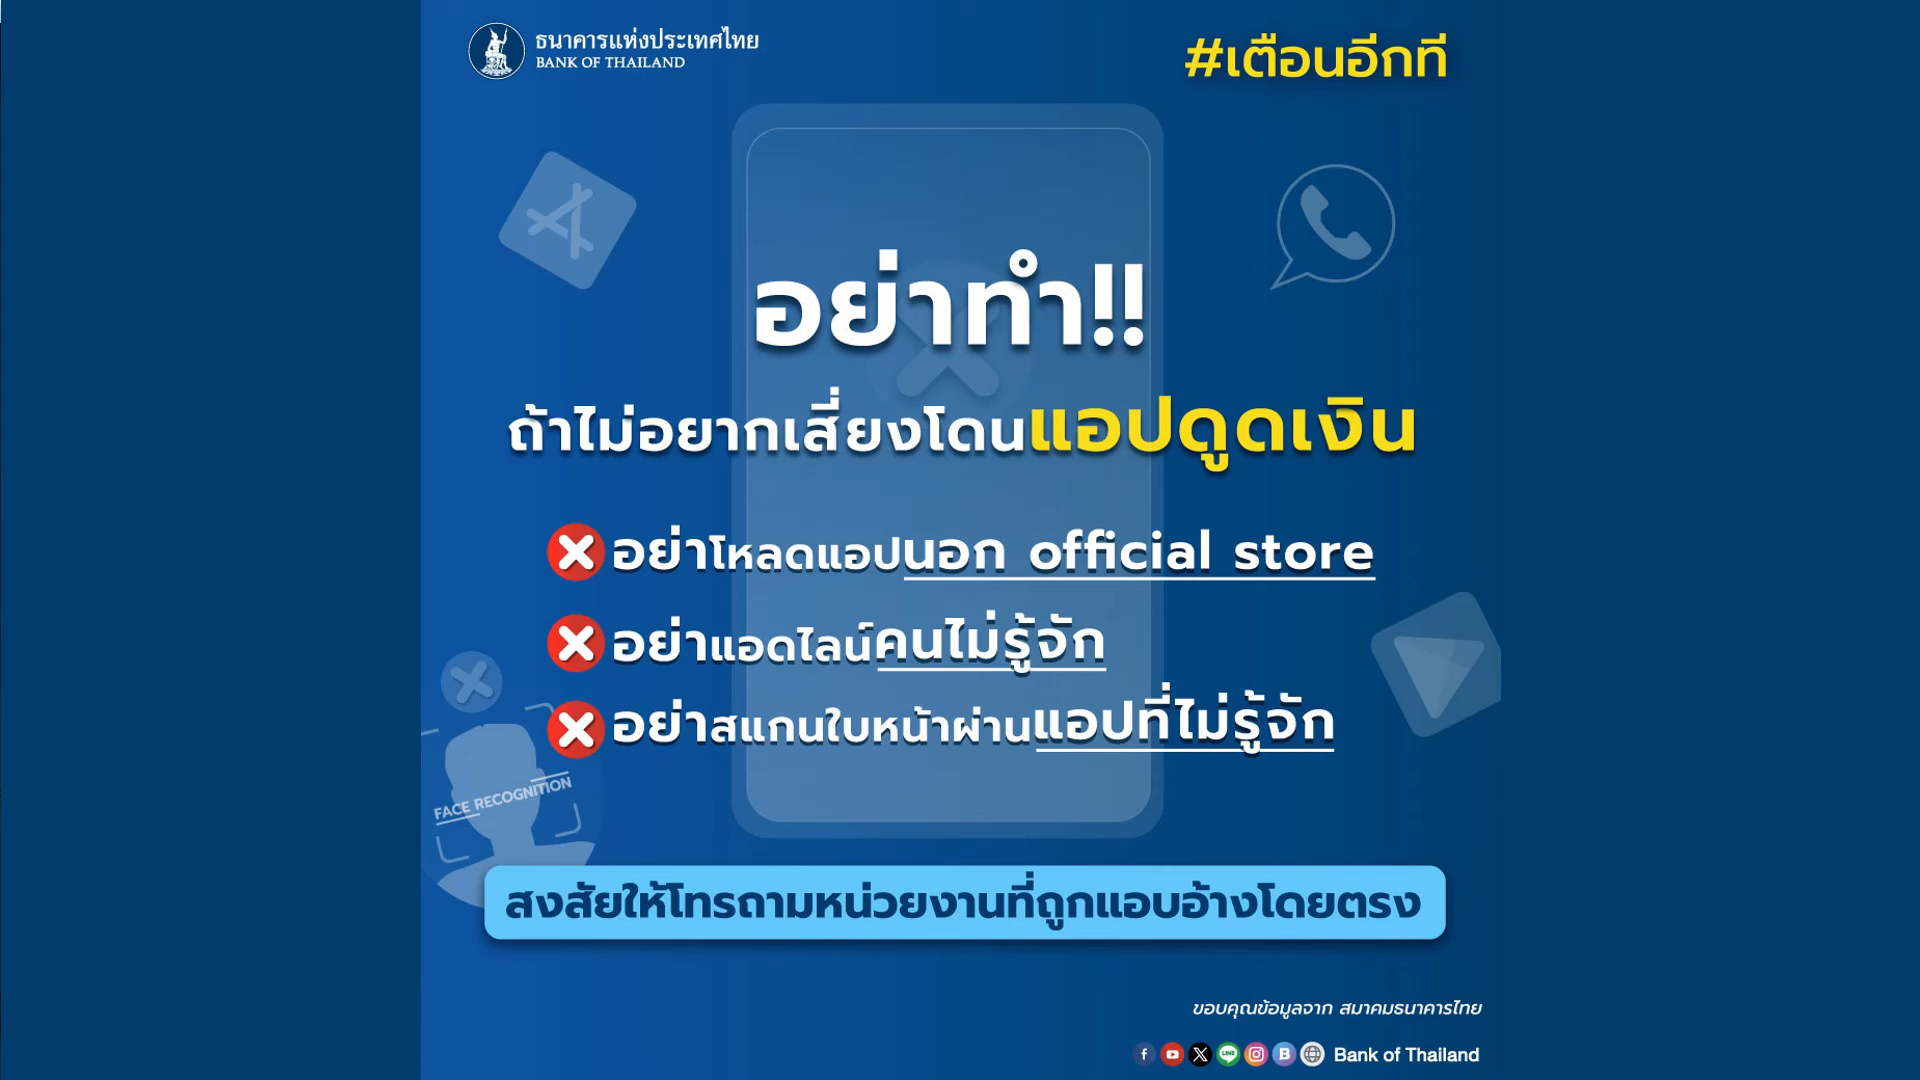 ธนาคารแห่งประเทศไทย
BANK OF THAILAND
#เตือนอีกที
อย่าทำ!!
ถ้าไม่อยากเสี่ยงโดนแอปดูดเงิน
อย่าโหลดแอปนอก official store
อย่าแอดไลน์คนไม่รู้จัก
อย่าสแกนใบหน้าผ่านแอปที่ไม่รู้จัก
FACE RECOGNITION
สงสัยให้โทรถามหน่วยงานที่ถูกแอบอ้างโดยตรง
ขอบคุณข้อมูลจาก สมาคมธนาคารไทย
Bank of Thailand